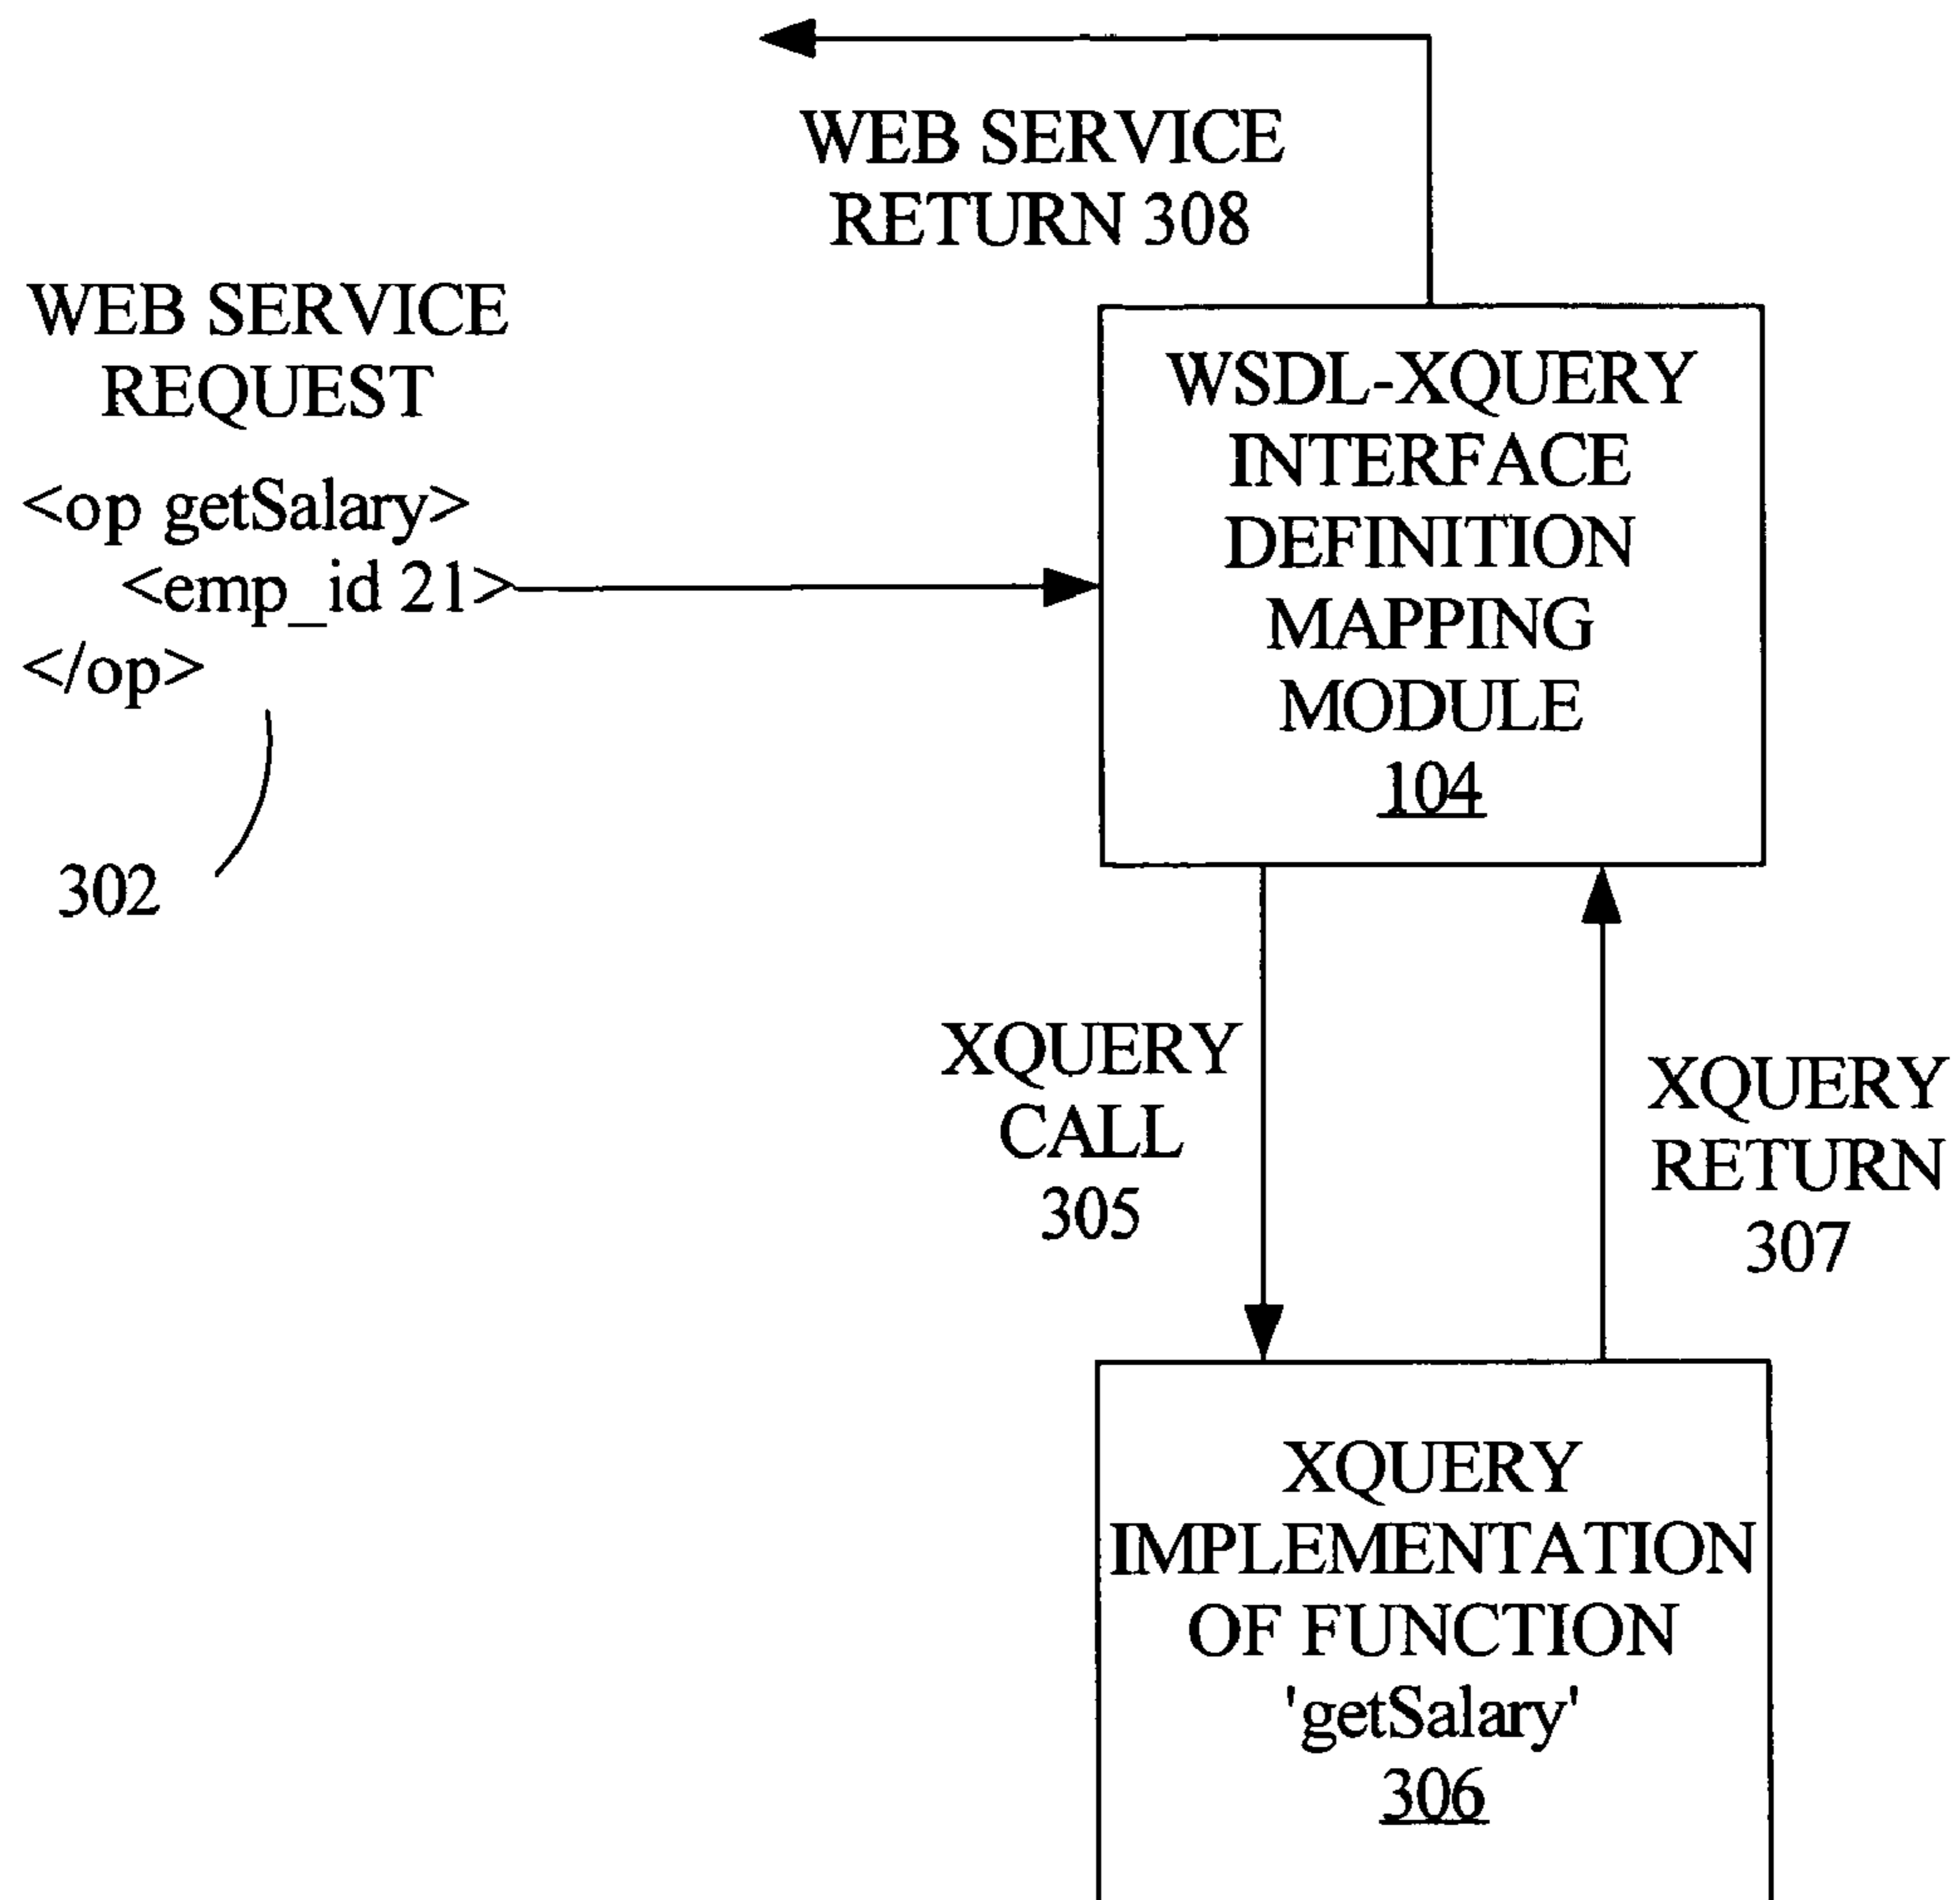 WEB SERVICE
RETURN 308
WEB SERVICE
REQUEST
<op getSalary>
<emp_id 21>
</op>
302
WSDL-XQUERY
INTERFACE
DEFINITION
MAPPING
MODULE
104
XQUERY
CALL
305
XQUERY
RETURN
307
XQUERY
IMPLEMENTATION
OF FUNCTION
'getSalary'
306